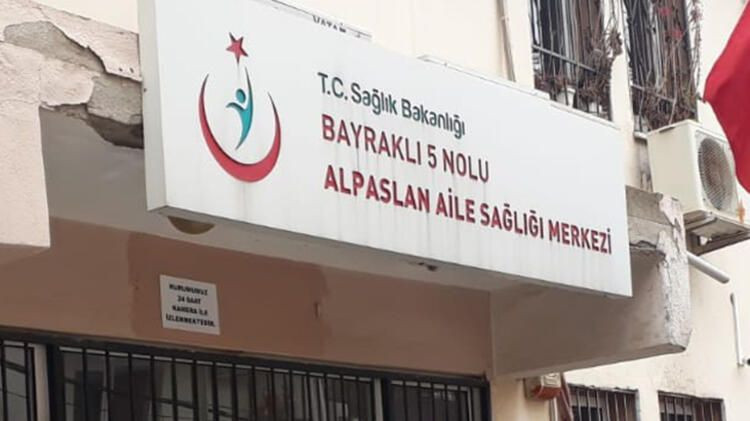 T.C. Sağlık Bakanlığı
BAYRAKLI 5 NOLU
ALPASLAN AİLE SAĞLIĞI MERKEZİ
KURUMUMUZ
24 SAAT
KAMERA İLE
İZLENMEKTEDİR.